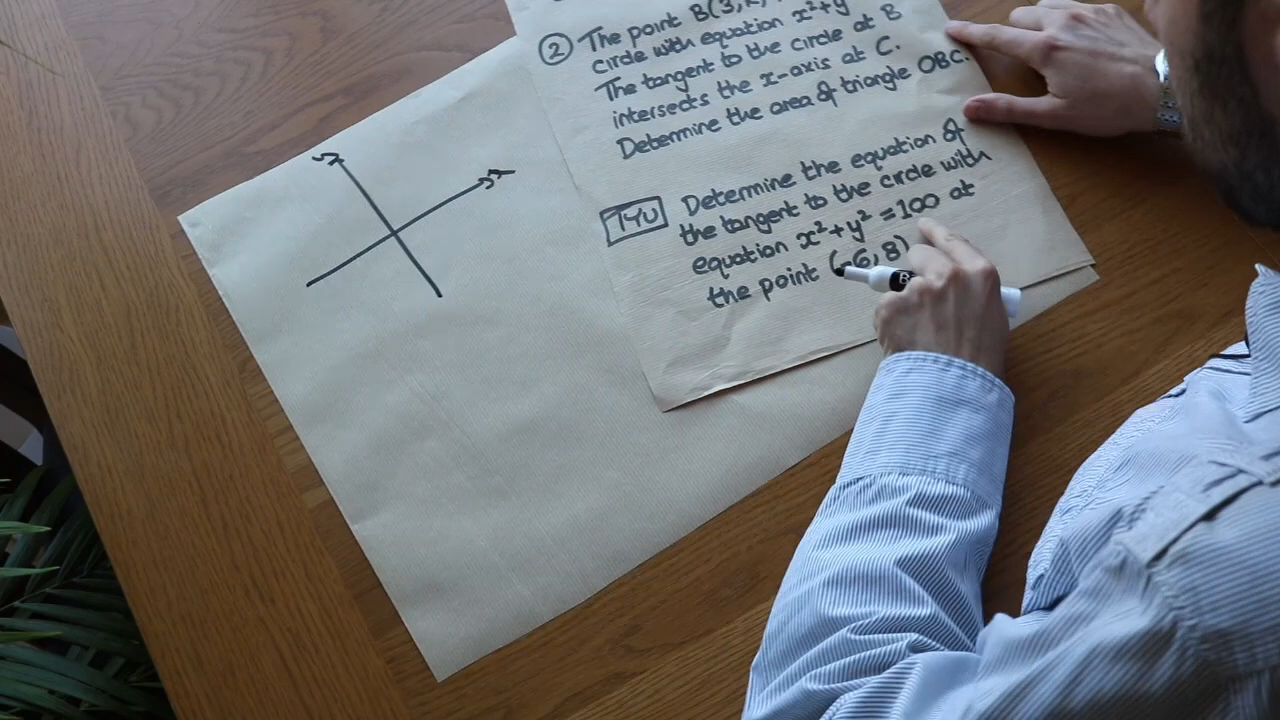 ② The point B(3,k)
circle with equation x²+y
The tangent to the circle at B
intersects the x-axis at C.
Determine the area of triangle OBC.
TYU Determine the equation of
the tangent to the circle with
equation x²+y²=100 at
the point (-6,8)
y
x